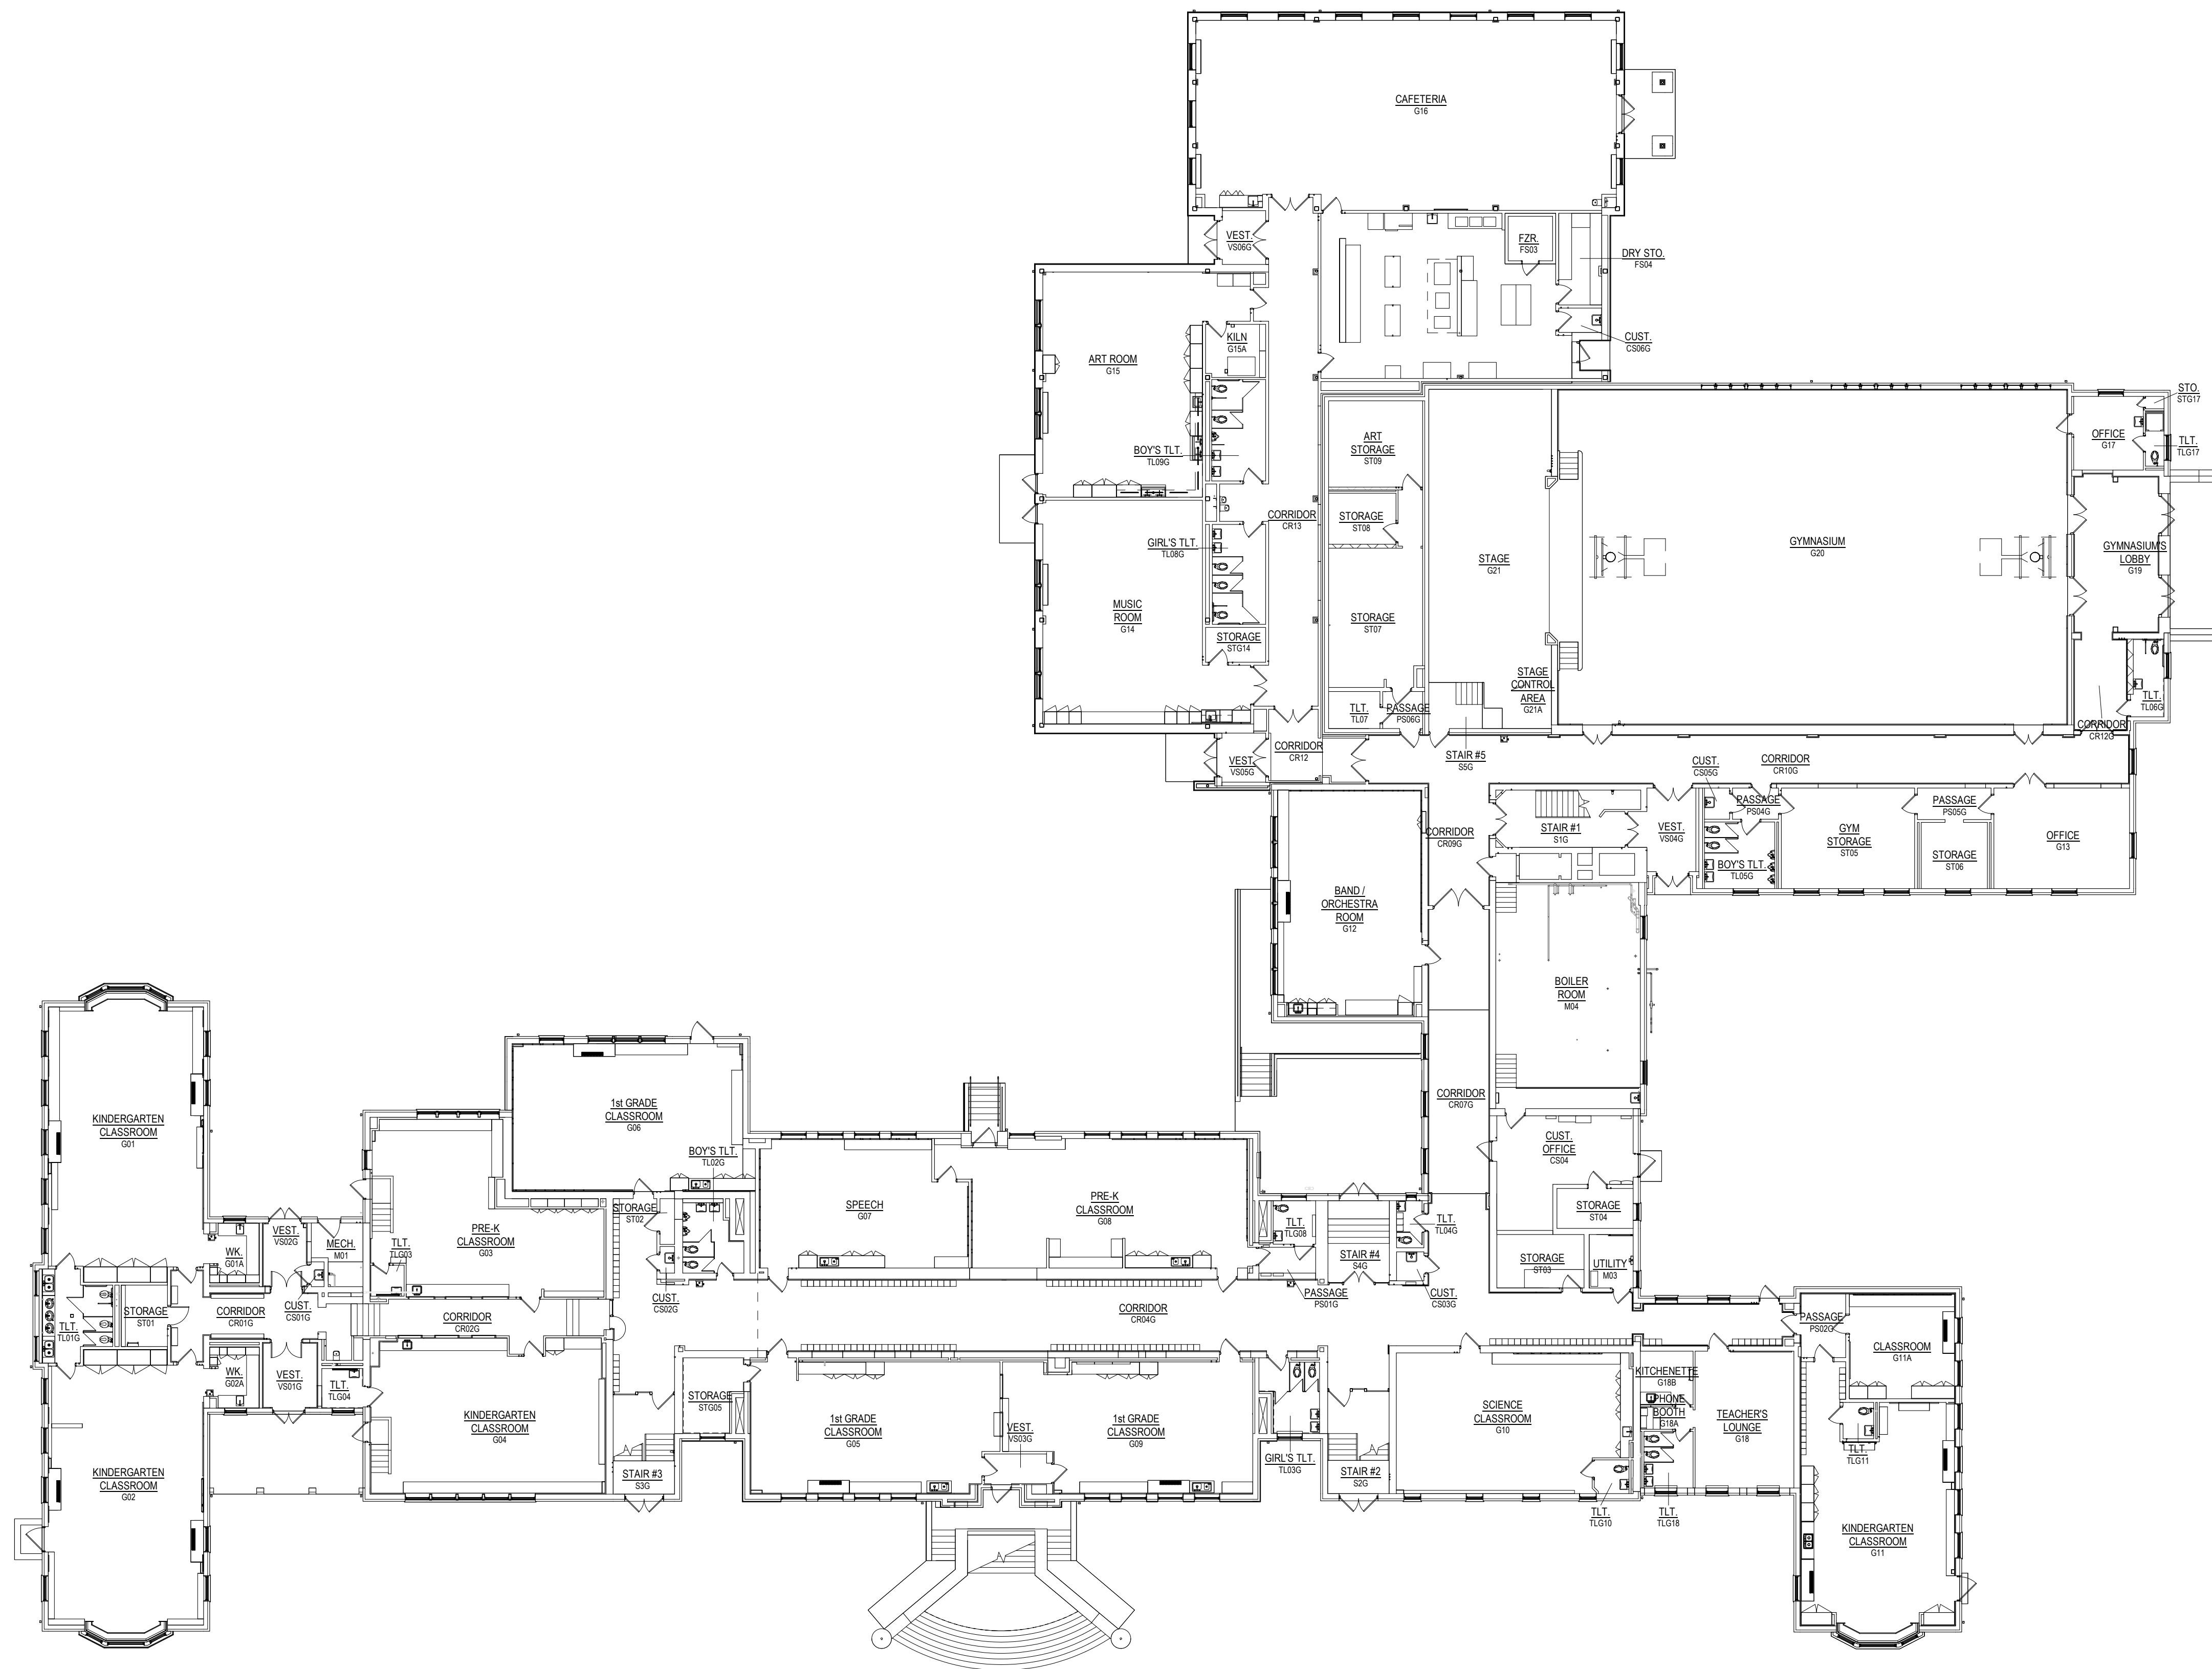 CAFETERIA
G16
VEST.
VS06G
FZR.
FS03
DRY STO.
FS04
CUST.
CS06G
KILN
G15A
ART ROOM
G15
BOY'S TLT.
TL09G
ART
STORAGE
ST09
STORAGE
ST08
CORRIDOR
CR13
GIRL'S TLT.
TL08G
MUSIC
ROOM
G14
STORAGE
STG14
STORAGE
ST07
STAGE
G21
GYMNASIUM
G20
OFFICE
G17
STO.
STG17
TLT.
TLG17
GYMNASIUM'S
LOBBY
G19
STAGE
CONTROL
AREA
G21A
TLT.
TL07
PASSAGE
PS06G
TLT.
TL06G
CORRIDOR
CR12G
VEST.
VS05G
CORRIDOR
CR12
STAIR #5
S5G
CORRIDOR
CR10G
CUST.
CS05G
PASSAGE
PS04G
PASSAGE
PS05G
CORRIDOR
CR09G
STAIR #1
S1G
VEST.
VS04G
GYM
STORAGE
ST05
OFFICE
G13
STORAGE
ST06
BOY'S TLT.
TL05G
BAND /
ORCHESTRA
ROOM
G12
BOILER
ROOM
M04
CORRIDOR
CR07G
CUST.
OFFICE
CS04
STORAGE
ST04
STORAGE
ST03
UTILITY
M03
KINDERGARTEN
CLASSROOM
G01
1st GRADE
CLASSROOM
G06
BOY'S TLT.
TL02G
STORAGE
ST02
SPEECH
G07
PRE-K
CLASSROOM
G08
TLT.
TLG08
STAIR #4
S4G
TLT.
TL04G
CUST.
CS03G
PASSAGE
PS01G
WK.
G01A
VEST.
VS02G
MECH.
M01
TLT.
TLG03
PRE-K
CLASSROOM
G03
CUST.
CS02G
TLT.
TL01G
STORAGE
ST01
CORRIDOR
CR01G
CUST.
CS01G
CORRIDOR
CR02G
CORRIDOR
CR04G
WK.
G02A
VEST.
VS01G
TLT.
TLG04
KINDERGARTEN
CLASSROOM
G04
STORAGE
STG05
1st GRADE
CLASSROOM
G05
VEST.
VS03G
1st GRADE
CLASSROOM
G09
GIRL'S TLT.
TL03G
STAIR #3
S3G
STAIR #2
S2G
SCIENCE
CLASSROOM
G10
TLT.
TLG10
KITCHENETTE
G18B
PHONE
BOOTH
G18A
TEACHER'S
LOUNGE
G18
TLT.
TLG18
PASSAGE
PS02G
CLASSROOM
G11A
TLT.
TLG11
KINDERGARTEN
CLASSROOM
G11
KINDERGARTEN
CLASSROOM
G02